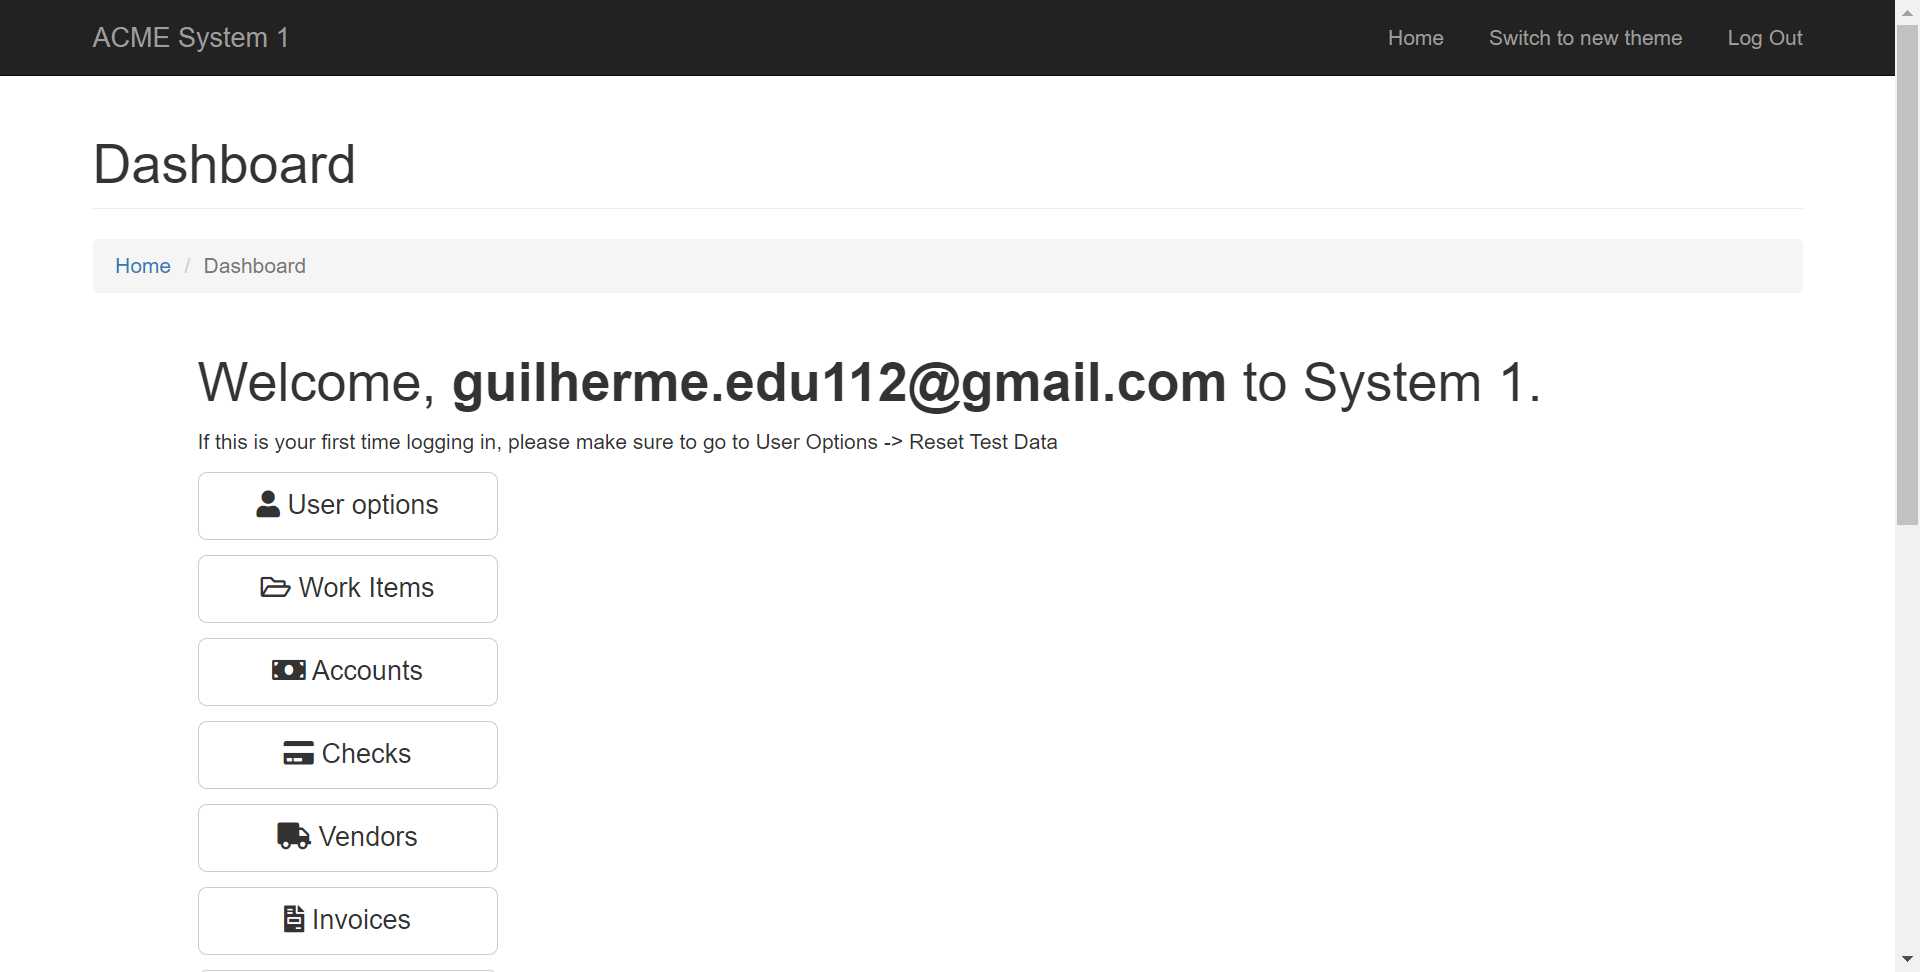 ACME System 1
Home
Switch to new theme
Log Out
Dashboard
Home / Dashboard
Welcome, guilherme.edu112@gmail.com to System 1.
If this is your first time logging in, please make sure to go to User Options -> Reset Test Data
User options
Work Items
Accounts
Checks
Vendors
Invoices